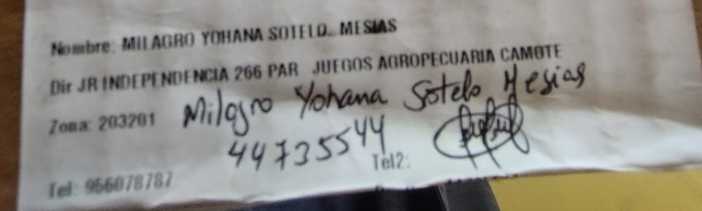 Nombre: MILAGRO YOHANA SOTELO.. MESIAS
Dir JR INDEPENDENCIA 266 PAR JUEGOS AGROPECUARIA CAMOTE
Zona: 203201
Milagro Yohana Sotelo Mesias
44735544
Tel2:
Tel: 956078787